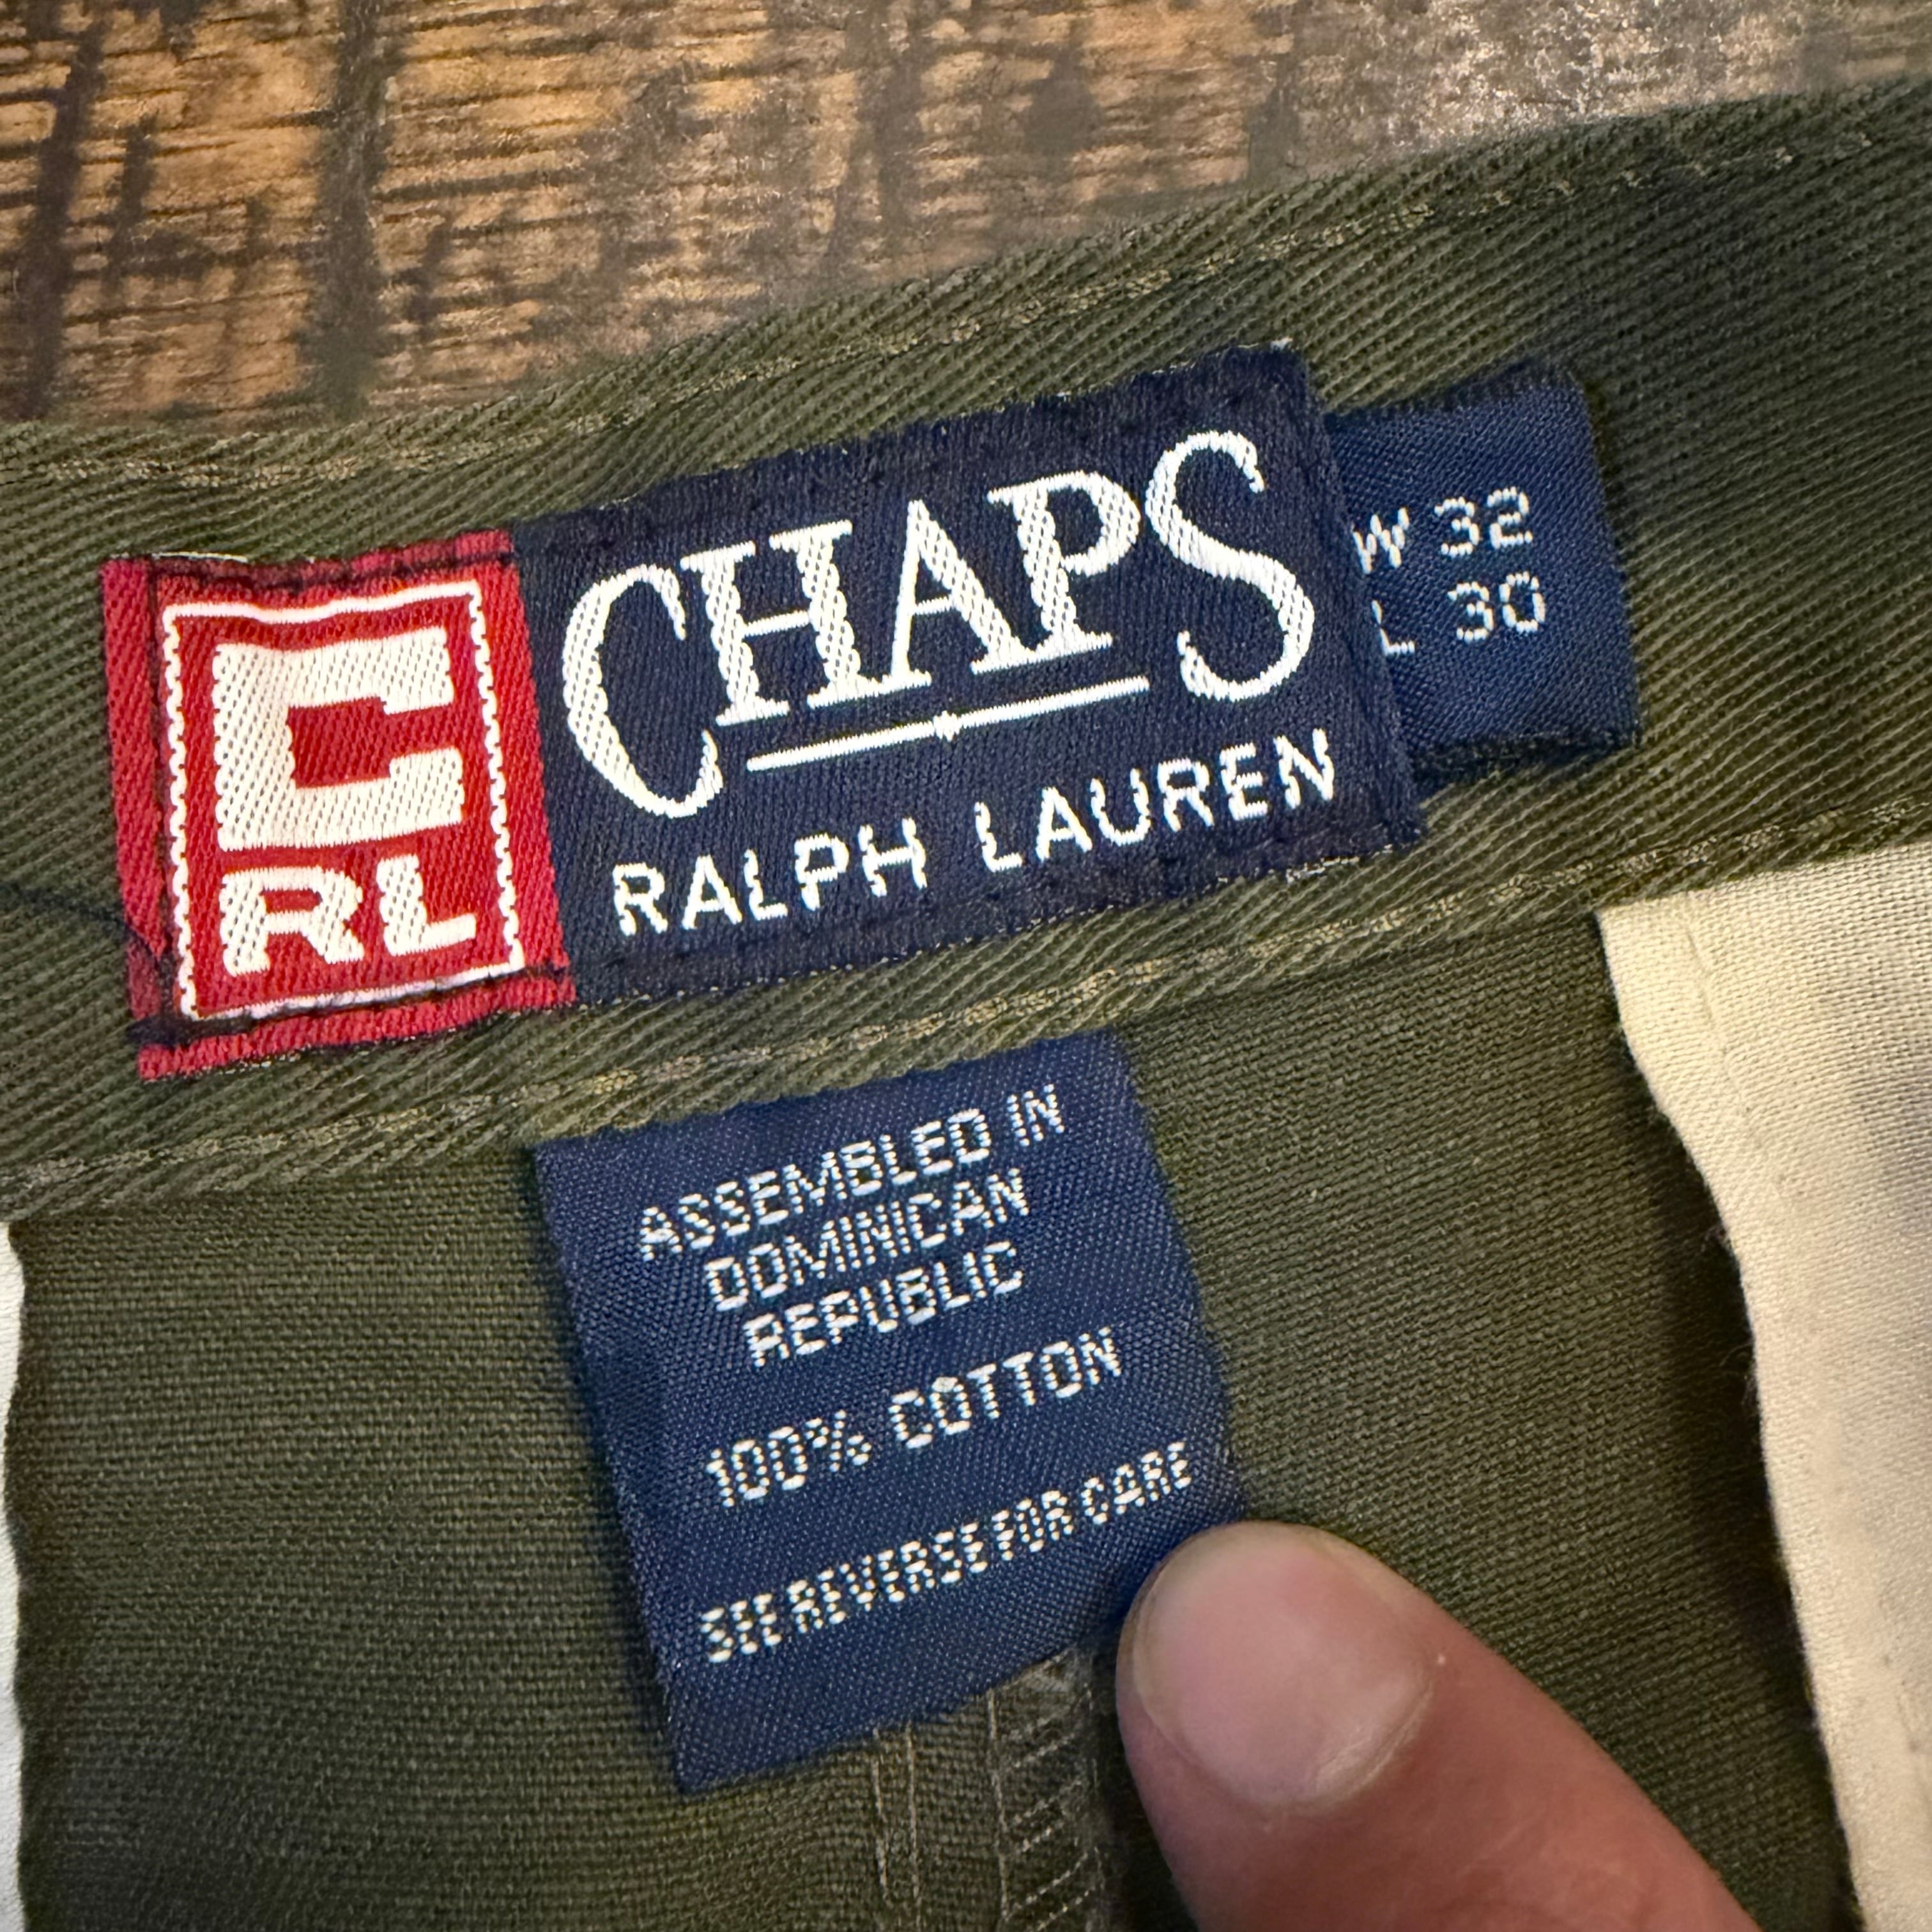 C
RL
CHAPS
RALPH LAUREN
W 32
L 30
ASSEMBLED IN
DOMINICAN
REPUBLIC
100% COTTON
SEE REVERSE FOR CARE